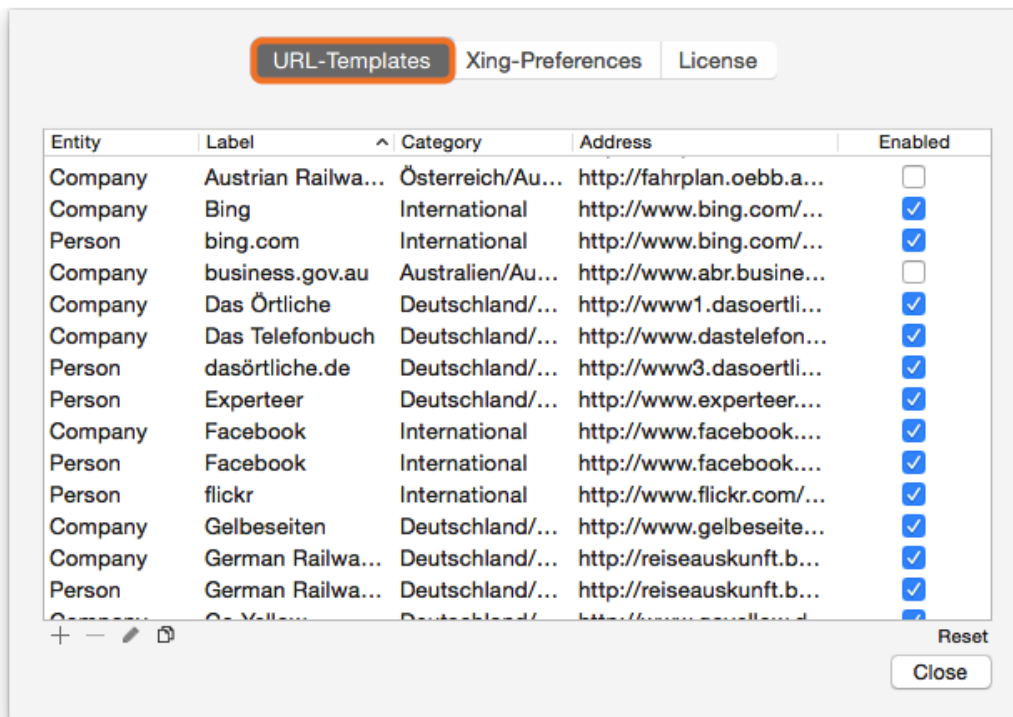 URL-Templates Xing-Preferences License
Entity Label Category Address Enabled
Company Austrian Railwa... Österreich/Au... http://fahrplan.oebb.a...
Company Bing International http://www.bing.com/...
Person bing.com International http://www.bing.com/...
Company business.gov.au Australien/Au... http://www.abr.busine...
Company Das Örtliche Deutschland/... http://www1.dasoertli...
Company Das Telefonbuch Deutschland/... http://www.dastelefon...
Person dasörtliche.de Deutschland/... http://www3.dasoertli...
Person Experteer Deutschland/... http://www.experteer....
Company Facebook International http://www.facebook....
Person Facebook International http://www.facebook....
Person flickr International http://www.flickr.com/...
Company Gelbeseiten Deutschland/... http://www.gelbeseite...
Company German Railwa... Deutschland/... http://reiseauskunft.b...
Person German Railwa... Deutschland/... http://reiseauskunft.b...
Reset
Close